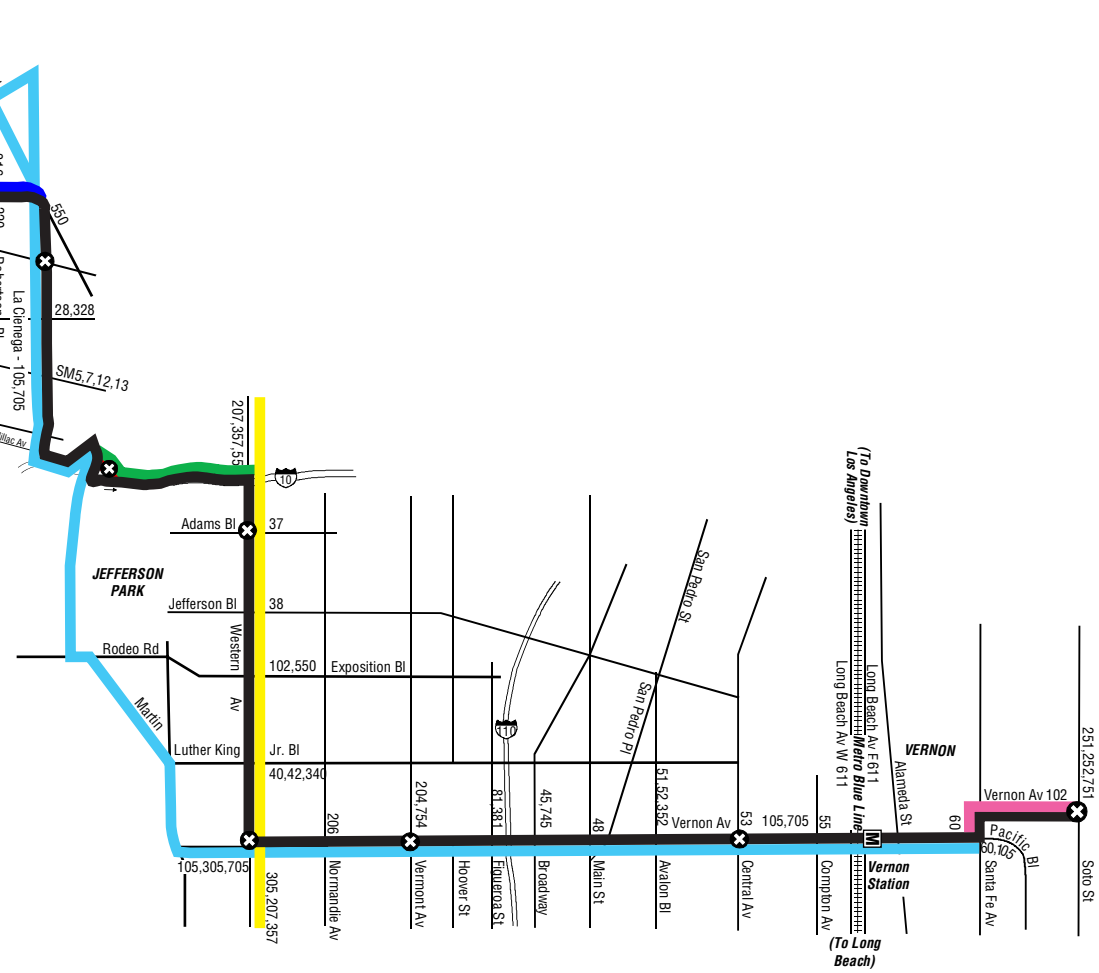 550
28,328
La Cienega - 105,705
SM5,7,12,13
207,357,55
10
Adams Bl
37
JEFFERSON
PARK
Jefferson Bl
38
Western
Av
Rodeo Rd
102,550
Exposition Bl
Martin
Luther King
Jr. Bl
40,42,340
110
San Pedro St
San Pedro Pl
(To Downtown
Los Angeles)
Long Beach Av E611
Long Beach Av W 611
Metro Blue Line
VERNON
Alameda St
251,252,751
Vernon Av 102
206
204,754
81,381
45,745
48
51,52,352
Vernon Av
53
105,705
55
60
Pacific Bl
60,105
M
Vernon
Station
105,305,705
305,207,357
Normandie Av
Vermont Av
Hoover St
Figueroa St
Broadway
Main St
Avalon Bl
Central Av
Compton Av
Santa Fe Av
Soto St
(To Long
Beach)